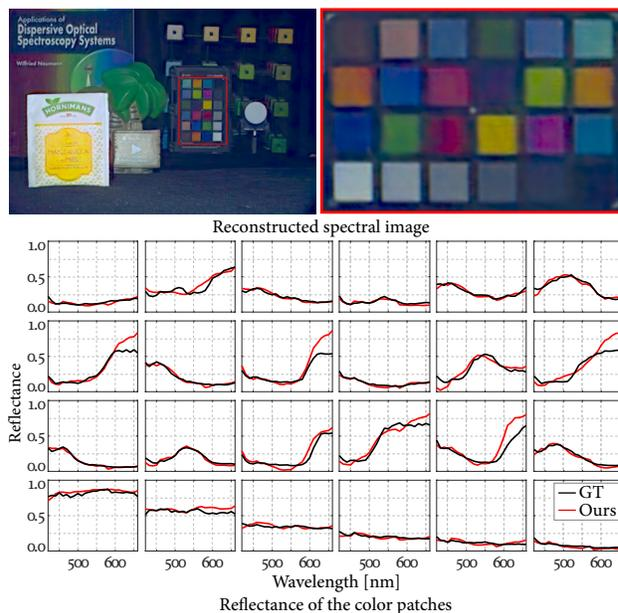 Applications of
Dispersive Optical
Spectroscopy Systems
Wilfried Neumann
HORNIMANS
Reconstructed spectral image
Reflectance
1.0
0.5
0.0
1.0
0.5
0.0
1.0
0.5
0.0
1.0
0.5
0.0
GT
Ours
500 600 500 600 500 600 500 600 500 600 500 600
Wavelength [nm]
Reflectance of the color patches